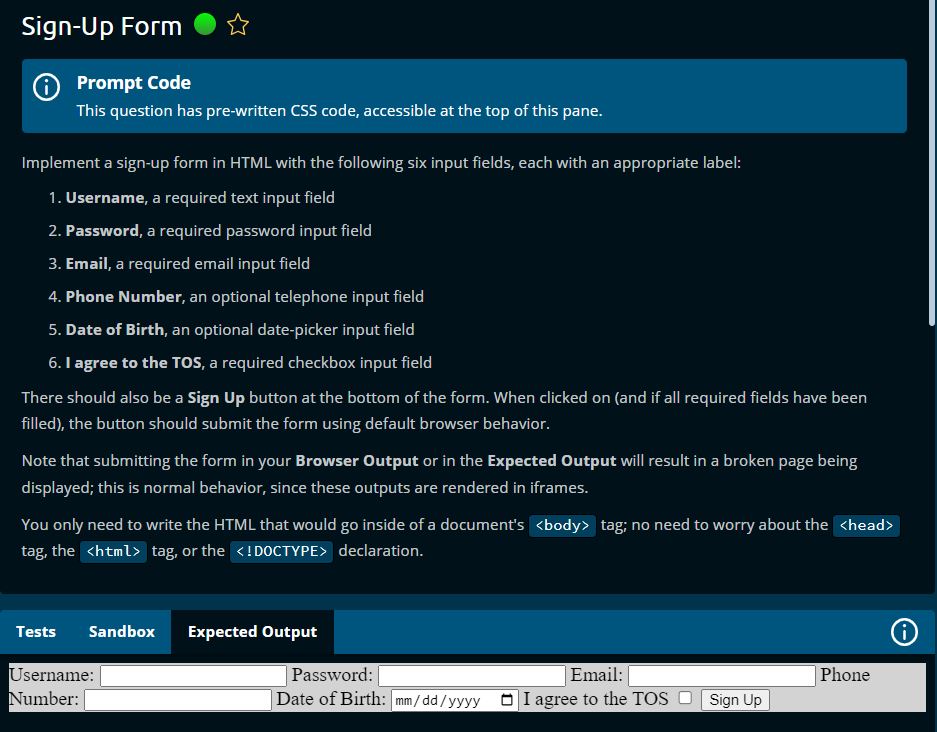 Sign-Up Form
Prompt Code
This question has pre-written CSS code, accessible at the top of this pane.
Implement a sign-up form in HTML with the following six input fields, each with an appropriate label:
1. Username, a required text input field
2. Password, a required password input field
3. Email, a required email input field
4. Phone Number, an optional telephone input field
5. Date of Birth, an optional date-picker input field
6. I agree to the TOS, a required checkbox input field
There should also be a Sign Up button at the bottom of the form. When clicked on (and if all required fields have been
filled), the button should submit the form using default browser behavior.
Note that submitting the form in your Browser Output or in the Expected Output will result in a broken page being
displayed; this is normal behavior, since these outputs are rendered in iframes.
You only need to write the HTML that would go inside of a document's <body> tag; no need to worry about the <head>
tag, the <html> tag, or the <!DOCTYPE> declaration.
Tests Sandbox Expected Output
Username: Password: Email: Phone
Number: Date of Birth: mm/dd/yyyy I agree to the TOS Sign Up